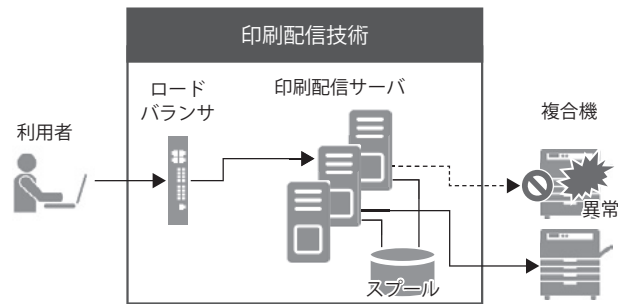 印刷配信技術
ロード
バランサ
印刷配信サーバ
利用者
複合機
異常
スプール